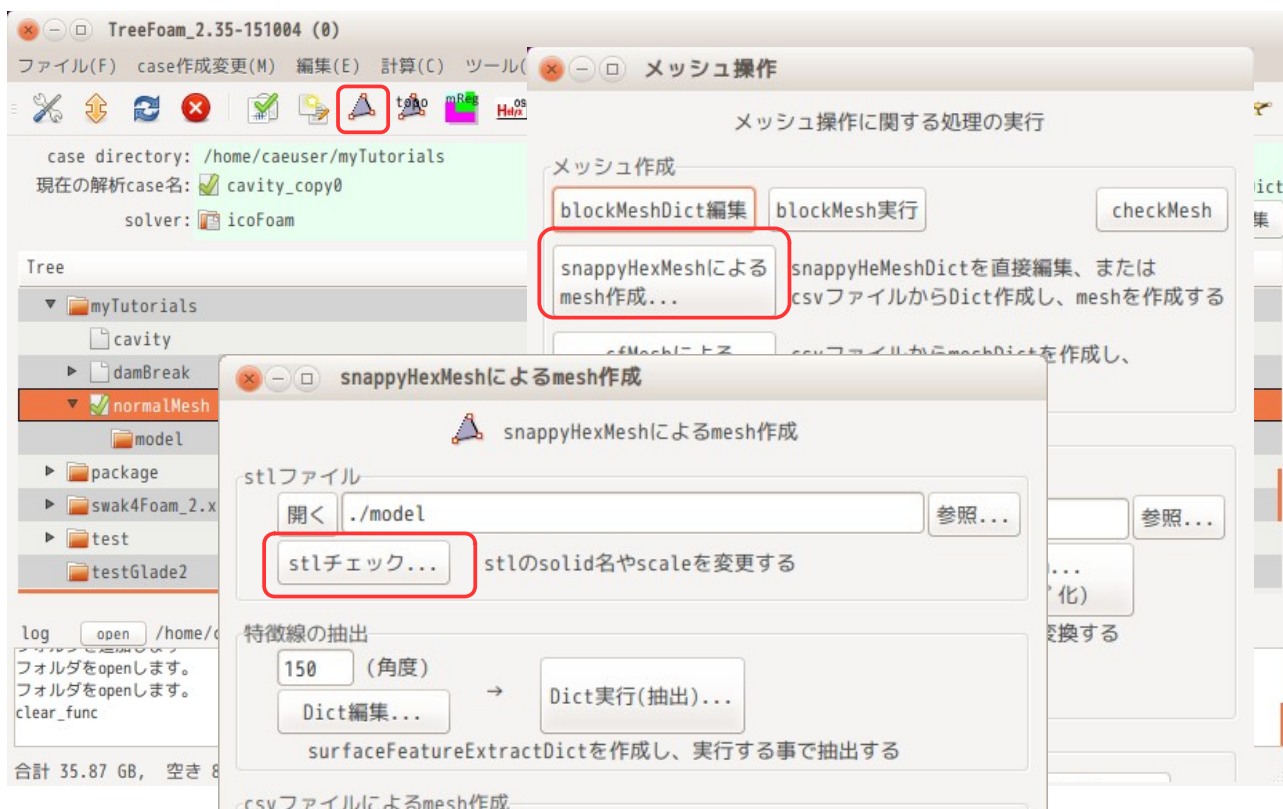 TreeFoam_2.35-151004 (0)
ファイル(F) case作成変更(M) 編集(E) 計算(C) ツール(
topo mReg Helyx OS
case directory: /home/caeuser/myTutorials
現在の解析case名: cavity_copy0
solver: icoFoam
Tree
myTutorials
cavity
damBreak
normalMesh
model
package
swak4Foam_2.x
test
testGlade2
log open /home/c
フォルダをopenします。
フォルダをopenします。
clear_func
合計 35.87 GB, 空き 8
メッシュ操作
メッシュ操作に関する処理の実行
メッシュ作成
blockMeshDict編集 blockMesh実行 checkMesh
snappyHexMeshによる snappyHeMeshDictを直接編集、または
mesh作成... csvファイルからDict作成し、meshを作成する
cfMeshによる csvファイルからmeshDictを作成し、
ict
集
参照...
...
化)
変換する
snappyHexMeshによるmesh作成
snappyHexMeshによるmesh作成
stlファイル
開く ./model 参照...
stlチェック... stlのsolid名やscaleを変更する
特徴線の抽出
150 (角度)
Dict編集... → Dict実行(抽出)...
surfaceFeatureExtractDictを作成し、実行する事で抽出する
csvファイルによるmesh作成